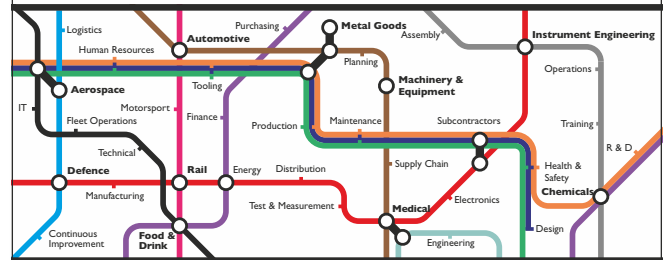 Logistics
Purchasing
Metal Goods
Assembly
Instrument Engineering
Human Resources
Automotive
Planning
Operations
Aerospace
Tooling
Machinery &
Equipment
IT
Motorsport
Finance
Fleet Operations
Production
Maintenance
Subcontractors
Training
Technical
R & D
Defence
Rail
Energy
Distribution
Supply Chain
Health &
Safety
Manufacturing
Test & Measurement
Medical
Electronics
Chemicals
Continuous
Improvement
Food &
Drink
Engineering
Design